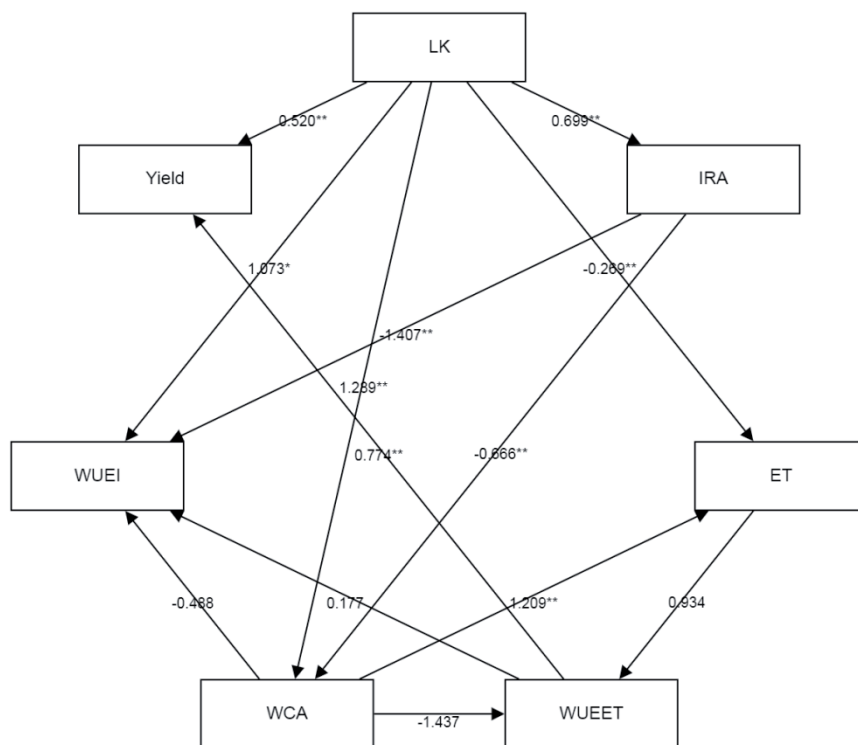 LK
0.520**
0.699**
Yield
IRA
1.073*
-0.269**
-1.407**
1.289**
0.774**
-0.666**
WUEI
ET
-0.488
0.177
1.209**
0.934
WCA
-1.437
WUEET